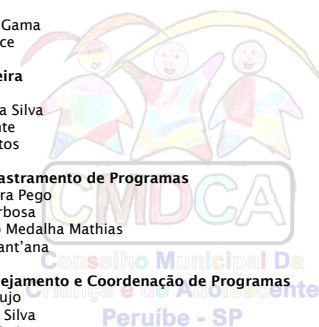 Gama
ce
eira
a Silva
te
tos
astramento de Programas
ra Pego
rbosa
o Medalha Mathias
ant'ana
CMDCA
Conselho Municipal Da
ejamento e Coordenação de Programas
Criança e do Adolescente
ujo
Silva
Peruíbe - SP